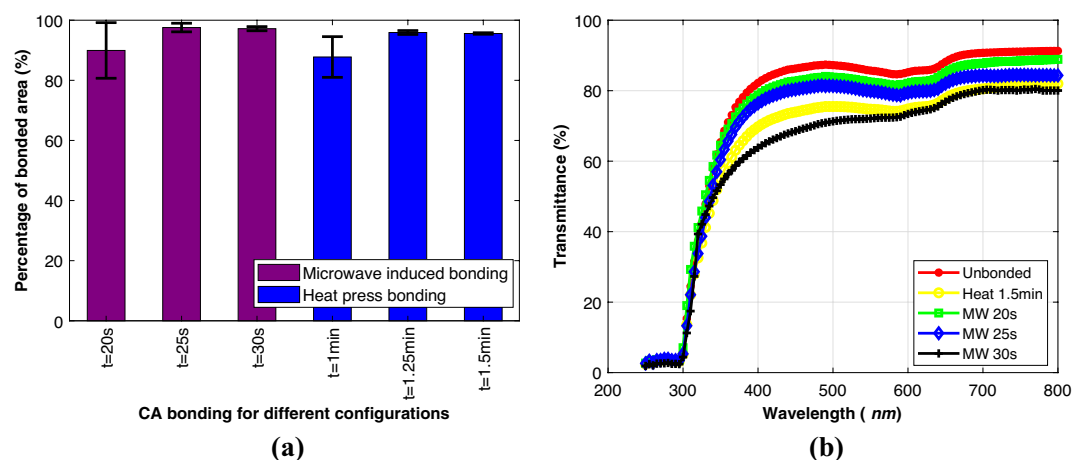 100
80
60
40
20
0
Percentage of bonded area (%)
Microwave induced bonding
Heat press bonding
t=20s
t=25s
t=30s
t=1min
t=1.25min
t=1.5min
CA bonding for different configurations
(a)
100
80
60
40
20
0
Transmittance (%)
Unbonded
Heat 1.5min
MW 20s
MW 25s
MW 30s
200 300 400 500 600 700 800
Wavelength ( nm)
(b)